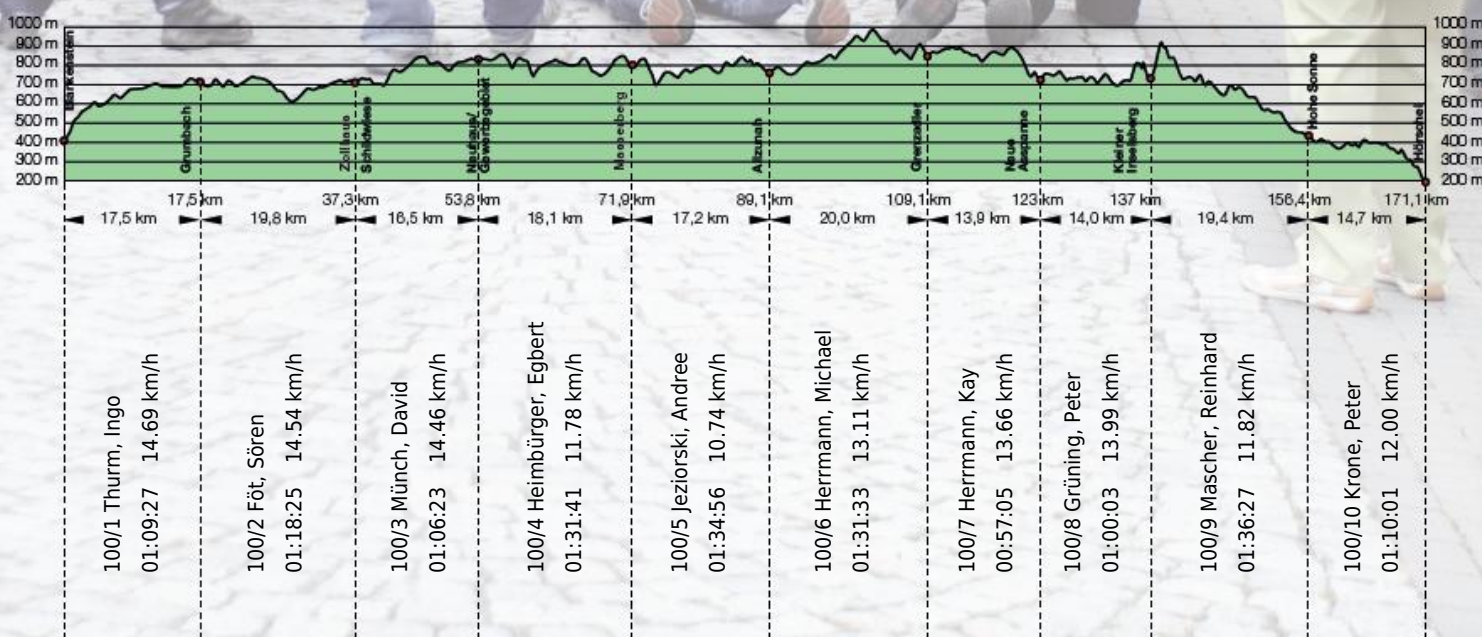 1000 m
900 m
800 m
700 m
600 m
500 m
400 m
300 m
200 m
1000 m
900 m
800 m
700 m
600 m
500 m
400 m
300 m
200 m
Blankenstein
Grumbach
Zollhaus
Schildwiese
Neuhaus/
Masserberg
Allzunah
Grenzadler
Neue
Ausspanne
Kleiner
Inselsberg
Hohe Sonne
Hörschel
17,5 km
37,3 km
53,8 km
71,9 km
89,1 km
109,1 km
123 km
137 km
156,4 km
171,1 km
17,5 km
19,8 km
16,5 km
18,1 km
17,2 km
20,0 km
13,9 km
14,0 km
19,4 km
14,7 km
100/1 Thurm, Ingo
01:09:27 14.69 km/h
100/2 Föt, Sören
01:18:25 14.54 km/h
100/3 Münch, David
01:06:23 14.46 km/h
100/4 Heimbürger, Egbert
01:31:41 11.78 km/h
100/5 Jeziorski, Andree
01:34:56 10.74 km/h
100/6 Herrmann, Michael
01:31:33 13.11 km/h
100/7 Herrmann, Kay
00:57:05 13.66 km/h
100/8 Grüning, Peter
01:00:03 13.99 km/h
100/9 Mascher, Reinhard
01:36:27 11.82 km/h
100/10 Krone, Peter
01:10:01 12.00 km/h